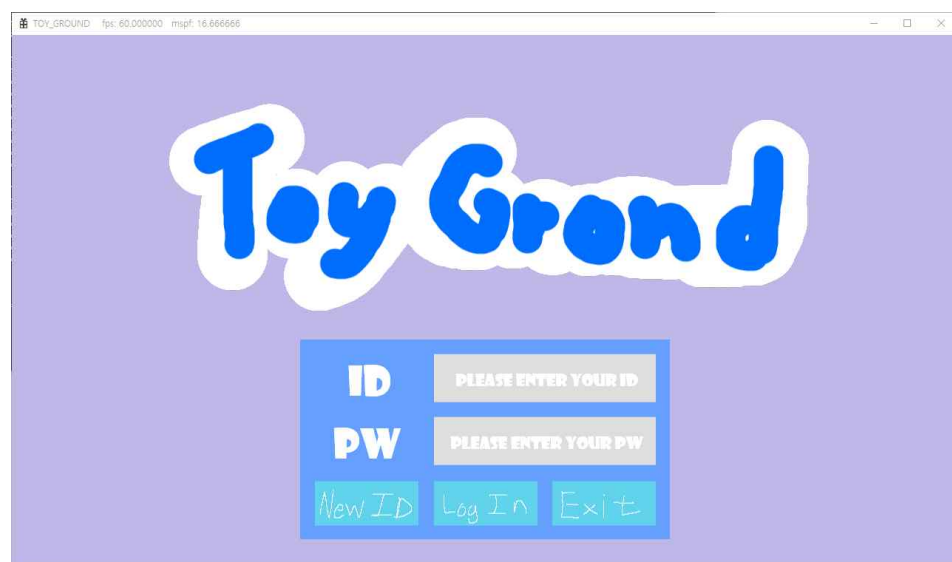 TOY_GROUND fps: 60.000000 mspf: 16.666666
Toy Grond
ID PLEASE ENTER YOUR ID
PW PLEASE ENTER YOUR PW
New ID Log In Exit